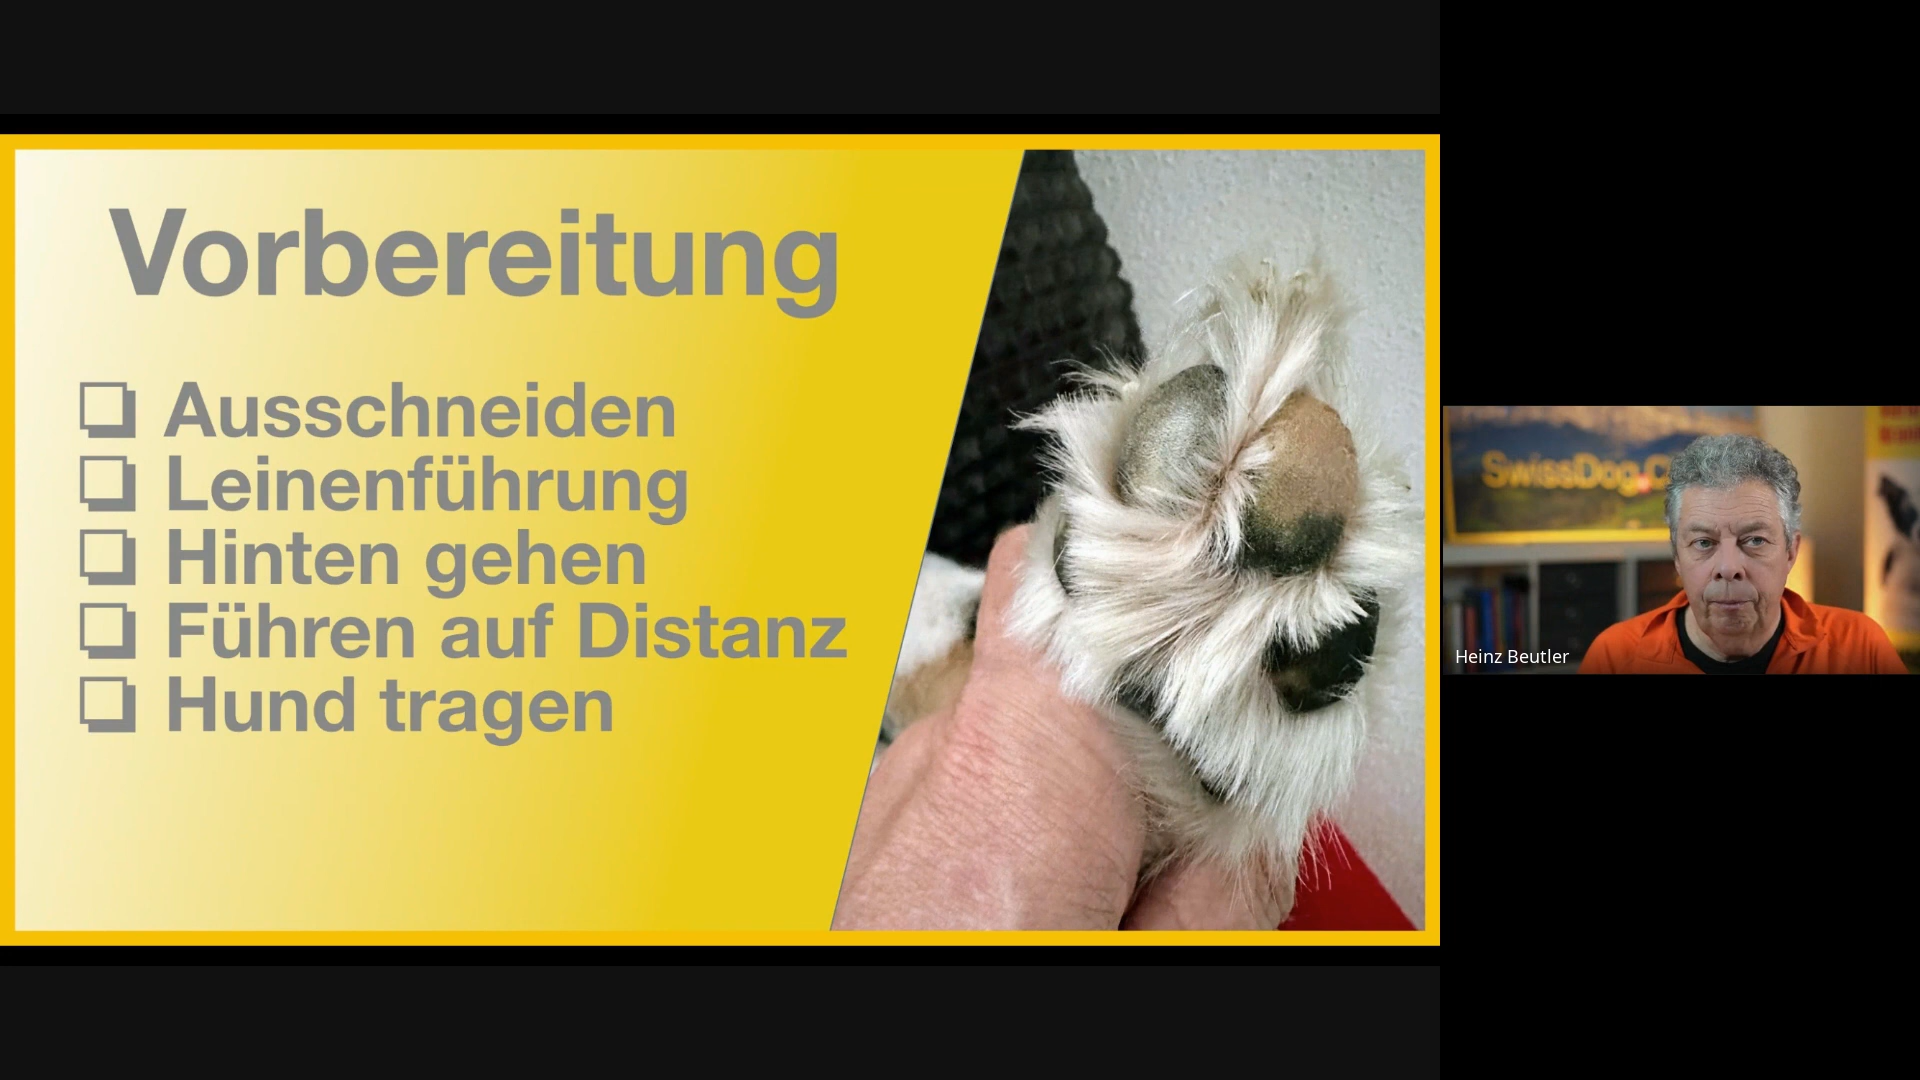 Vorbereitung
Ausschneiden
Leinenführung
Hinten gehen
Führen auf Distanz
Hund tragen
Heinz Beutler